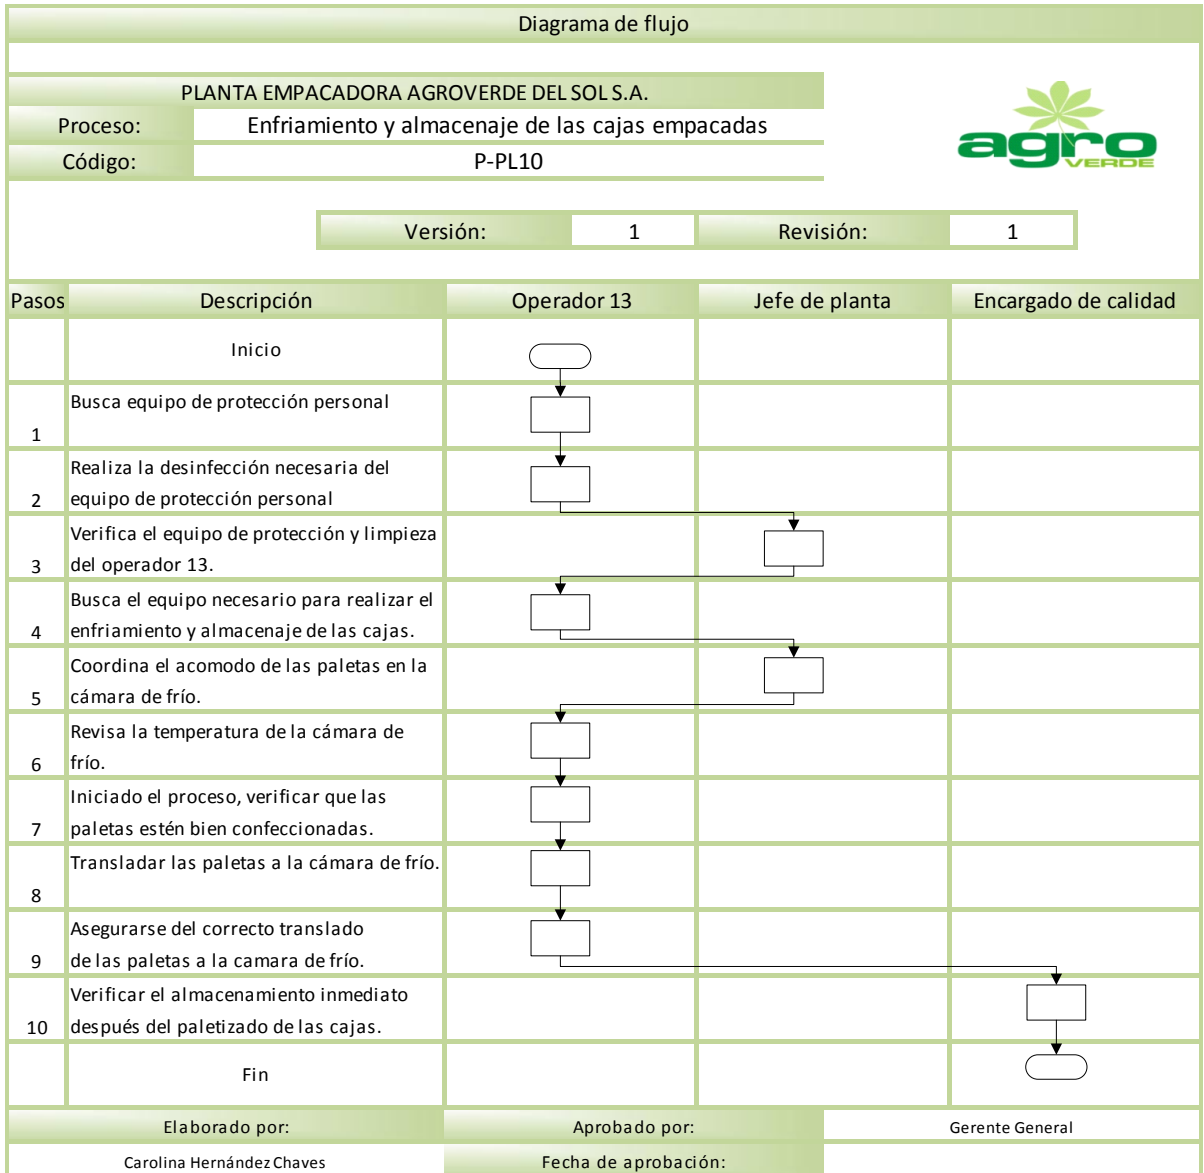 Diagrama de flujo
PLANTA EMPACADORA AGROVERDE DEL SOL S.A.
Proceso: Enfriamiento y almacenaje de las cajas empacadas
Código: P-PL10
agro
VERDE
Versión: 1 Revisión: 1
Pasos Descripción Operador 13 Jefe de planta Encargado de calidad
Inicio
Busca equipo de protección personal
1
Realiza la desinfección necesaria del
2 equipo de protección personal
Verifica el equipo de protección y limpieza
3 del operador 13.
Busca el equipo necesario para realizar el
4 enfriamiento y almacenaje de las cajas.
Coordina el acomodo de las paletas en la
5 cámara de frío.
Revisa la temperatura de la cámara de
6 frío.
Iniciado el proceso, verificar que las
7 paletas estén bien confeccionadas.
Transladar las paletas a la cámara de frío.
8
Asegurarse del correcto translado
9 de las paletas a la camara de frío.
Verificar el almacenamiento inmediato
10 después del paletizado de las cajas.
Fin
Elaborado por: Aprobado por: Gerente General
Carolina Hernández Chaves Fecha de aprobación: